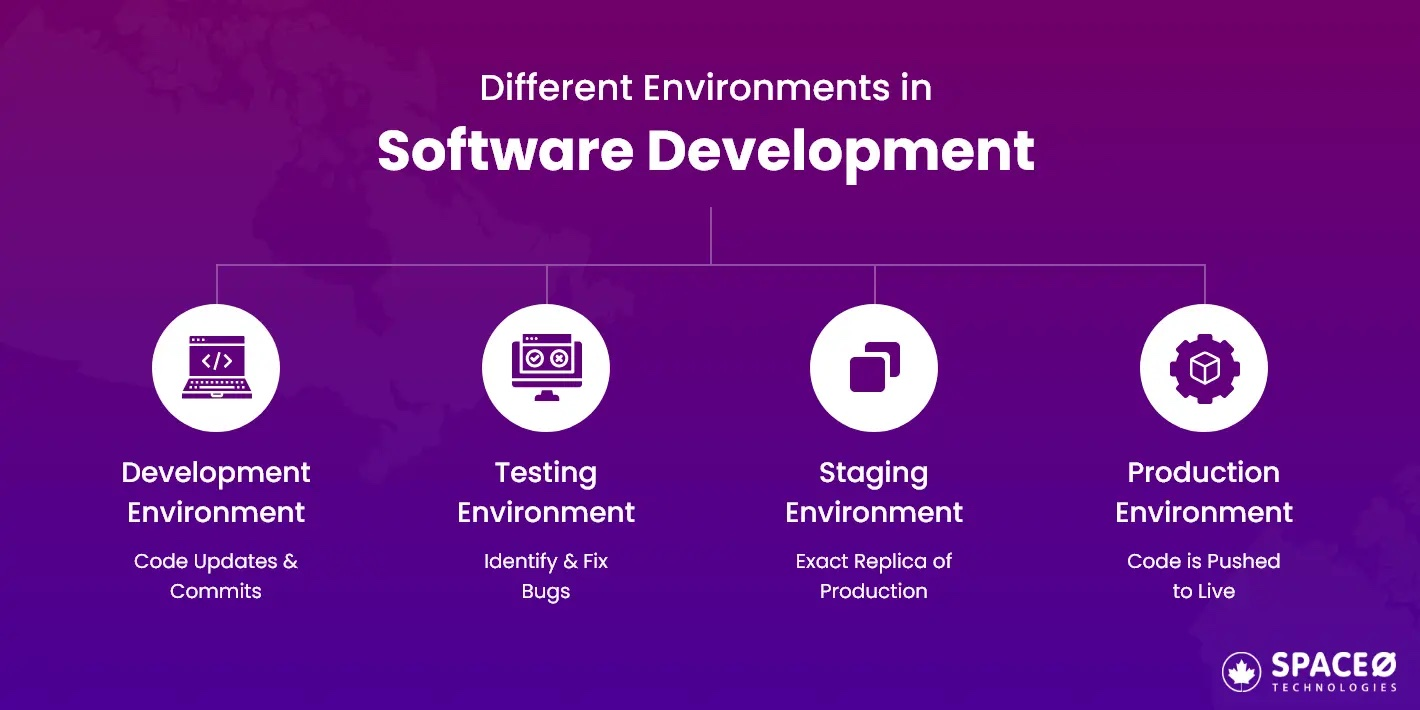 Different Environments in
Software Development
</>
Development
Environment
Code Updates &
Commits
Testing
Environment
Identify & Fix
Bugs
Staging
Environment
Exact Replica of
Production
Production
Environment
Code is Pushed
to Live
SPACEØ
TECHNOLOGIES